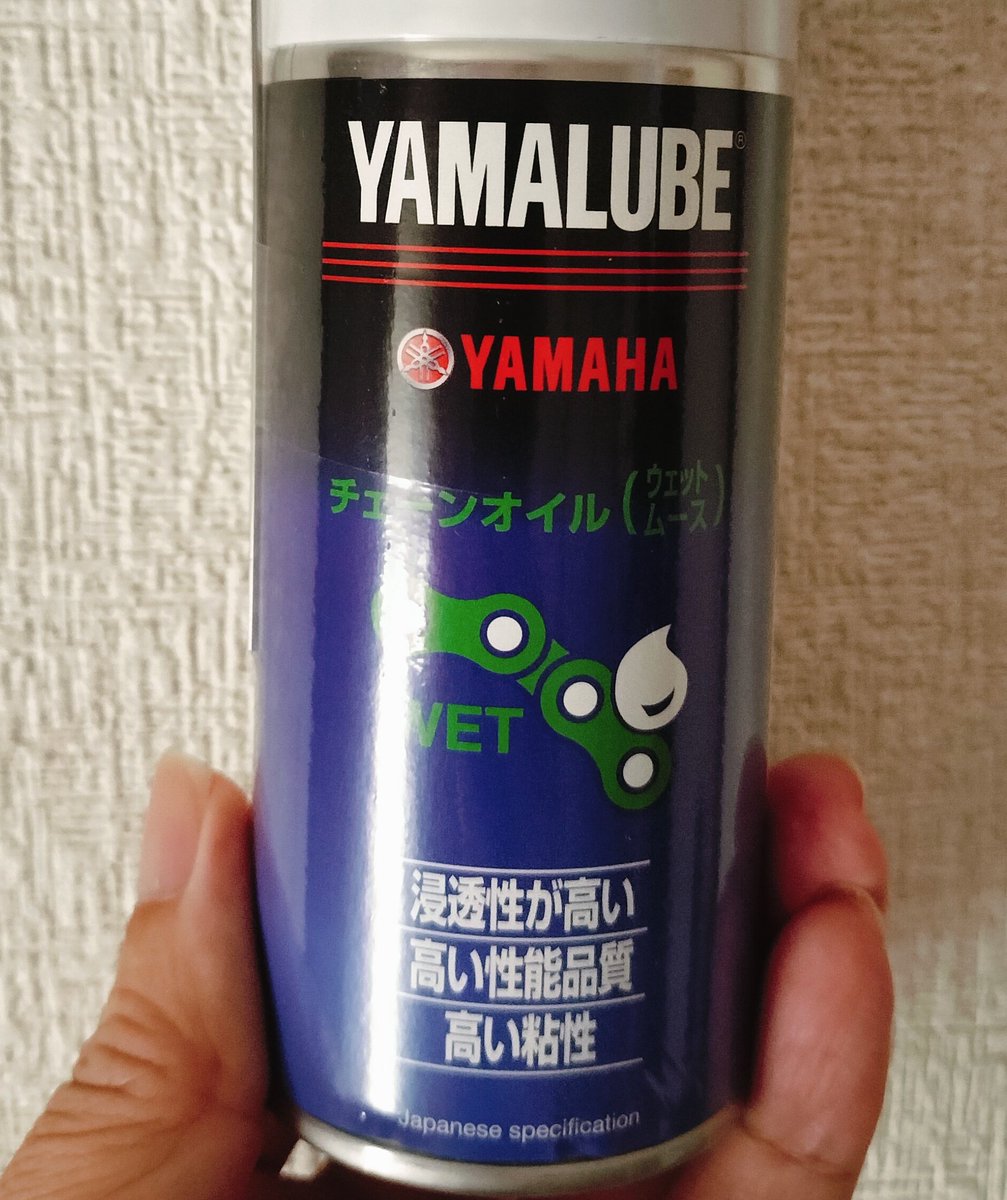 YAMALUBE®
YAMAHA
チェーンオイル(ウェットムース)
WET
浸透性が高い
高い性能品質
高い粘性
Japanese specification